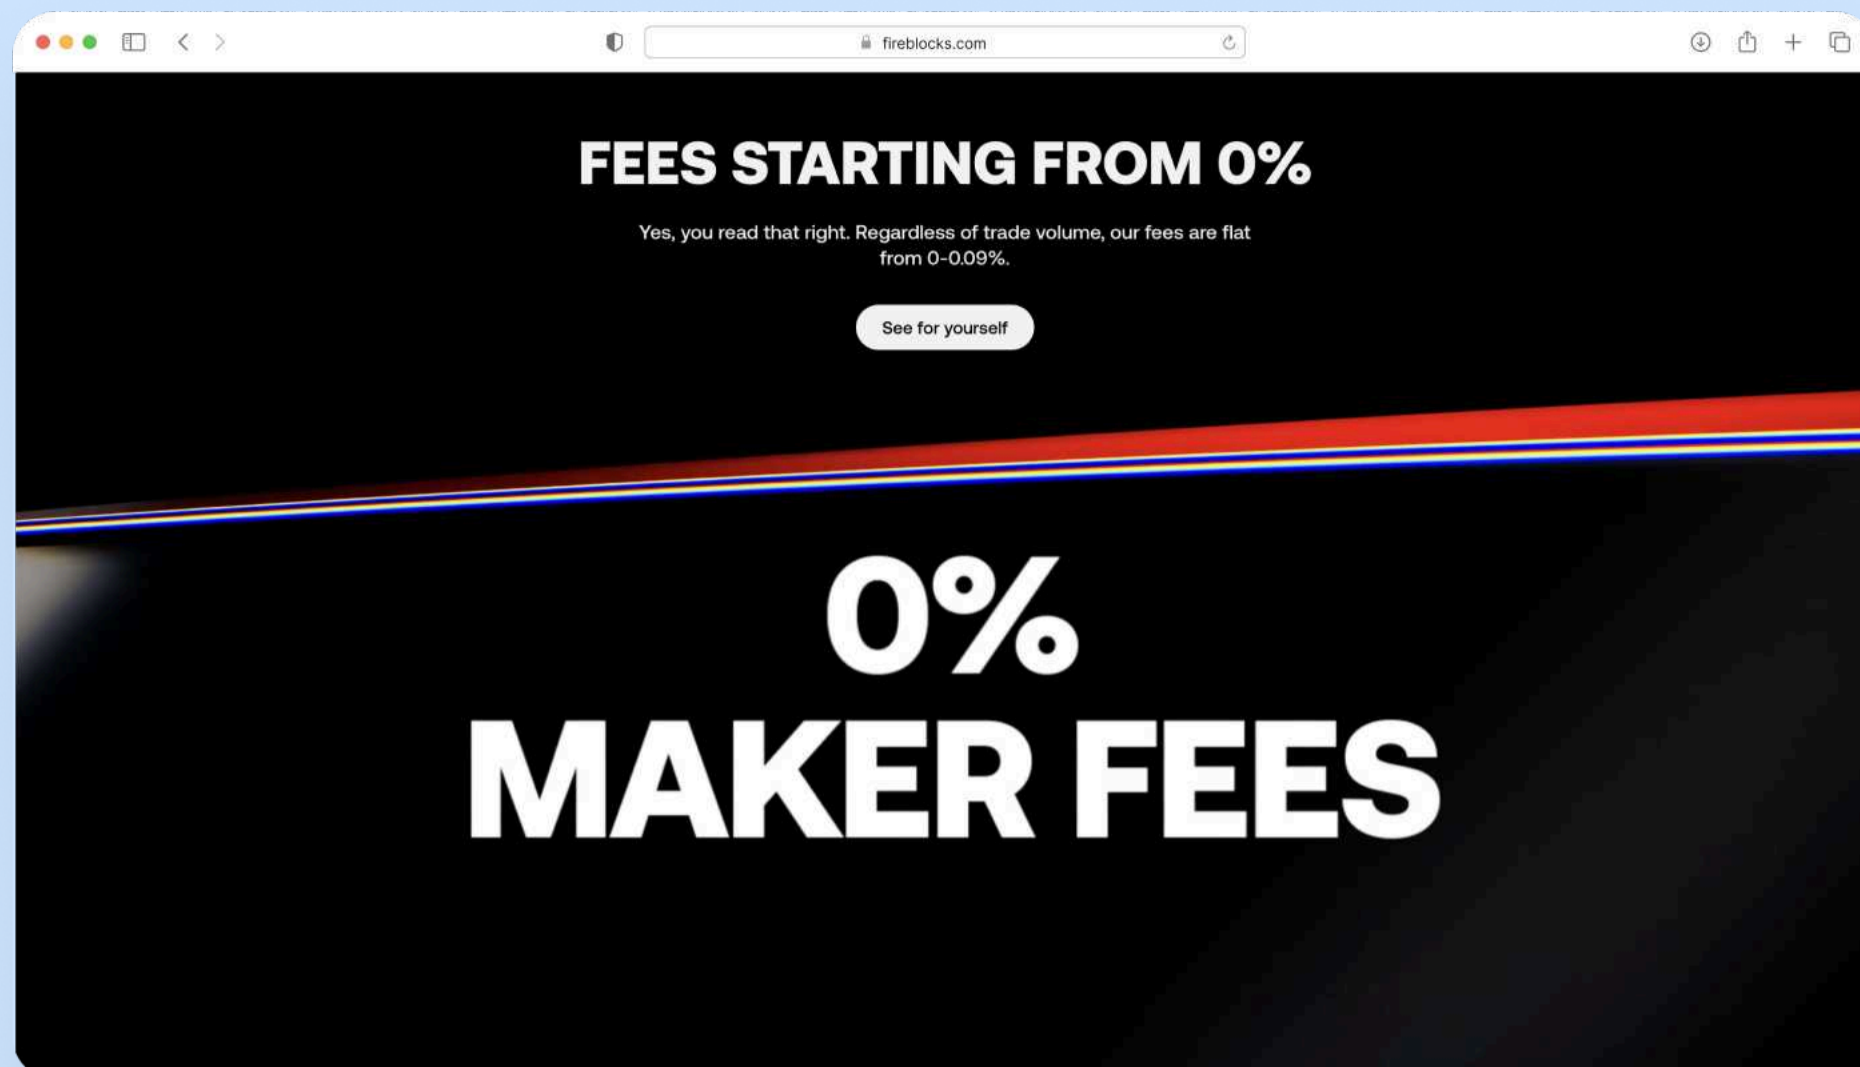 fireblocks.com
FEES STARTING FROM 0%
Yes, you read that right. Regardless of trade volume, our fees are flat
from 0-0.09%.
See for yourself
0%
MAKER FEES